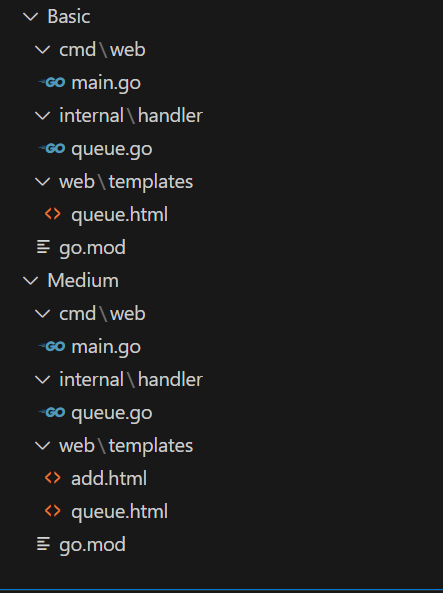 Basic
cmd\web
GO main.go
internal\handler
GO queue.go
web\templates
<> queue.html
go.mod
Medium
cmd\web
GO main.go
internal\handler
GO queue.go
web\templates
<> add.html
<> queue.html
go.mod